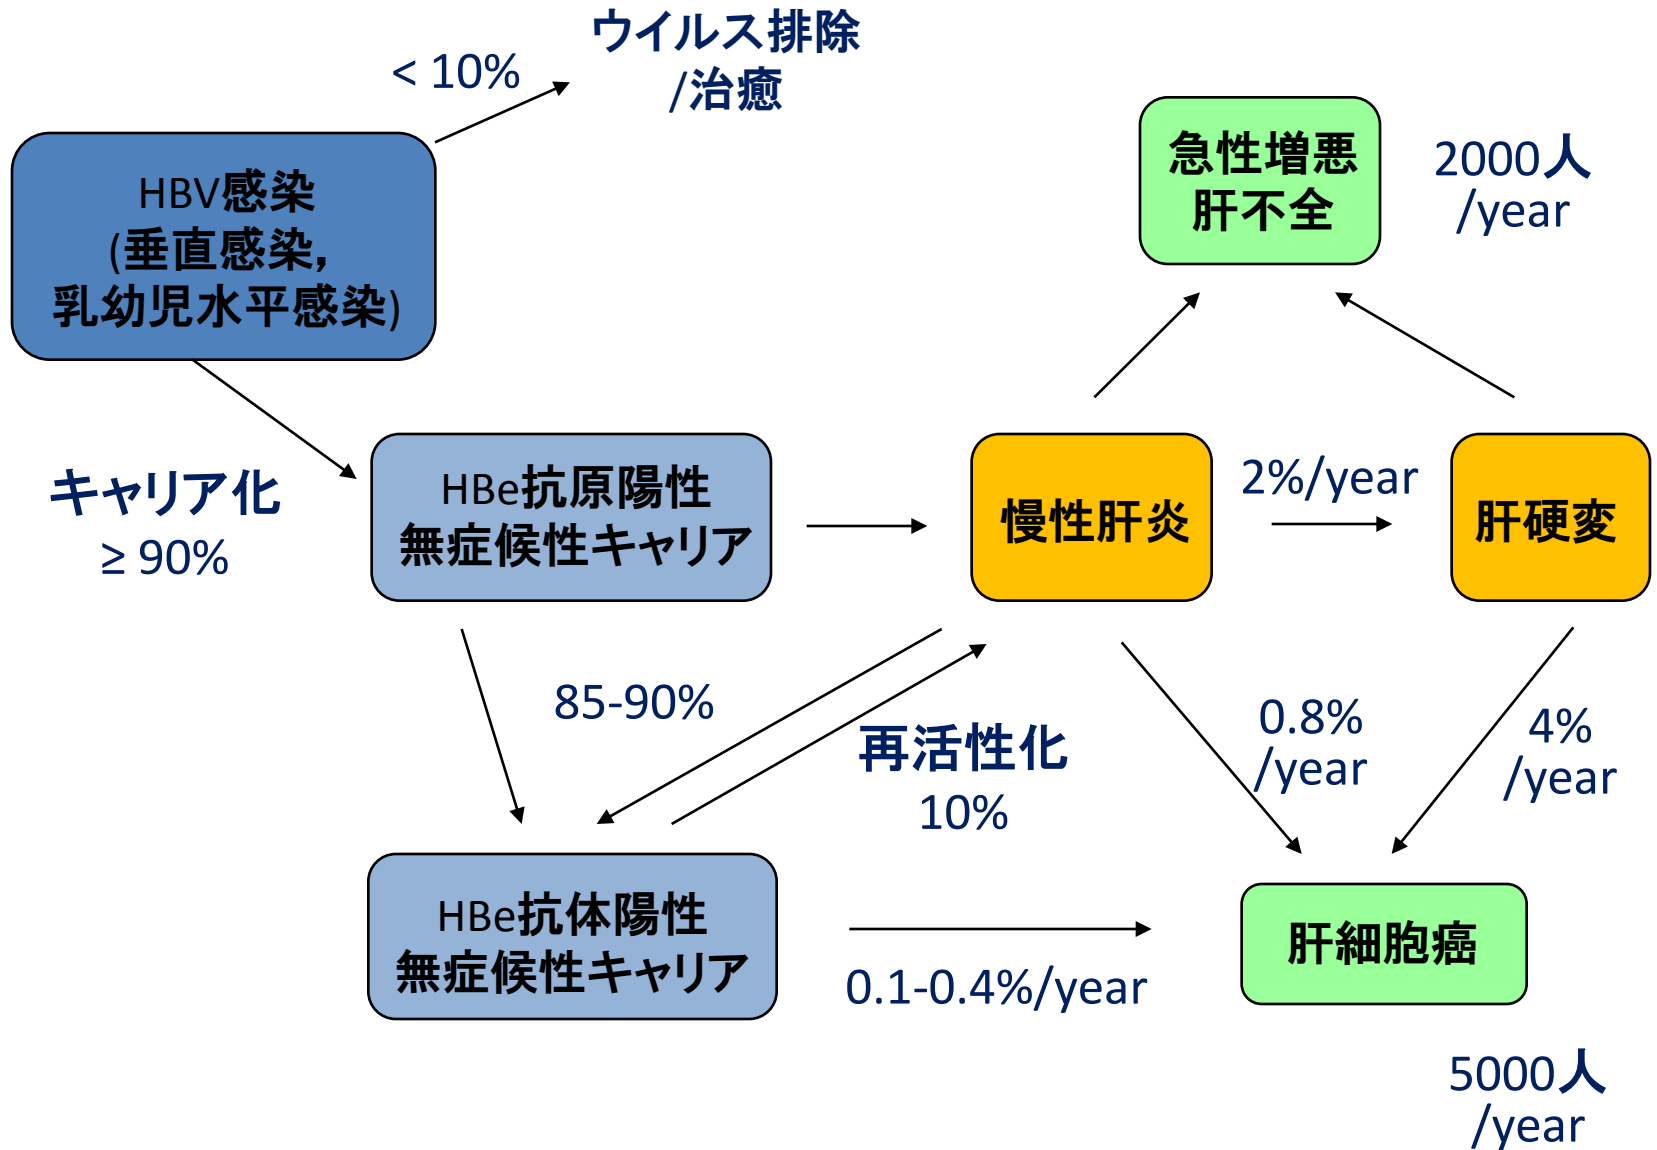 ウイルス排除
/治癒
< 10%
HBV感染
(垂直感染,
乳幼児水平感染)
急性増悪
肝不全
2000人
/year
キャリア化
≥ 90%
HBe抗原陽性
無症候性キャリア
慢性肝炎
2%/year
肝硬変
85-90%
再活性化
10%
0.8%
/year
4%
/year
HBe抗体陽性
無症候性キャリア
0.1-0.4%/year
肝細胞癌
5000人
/year